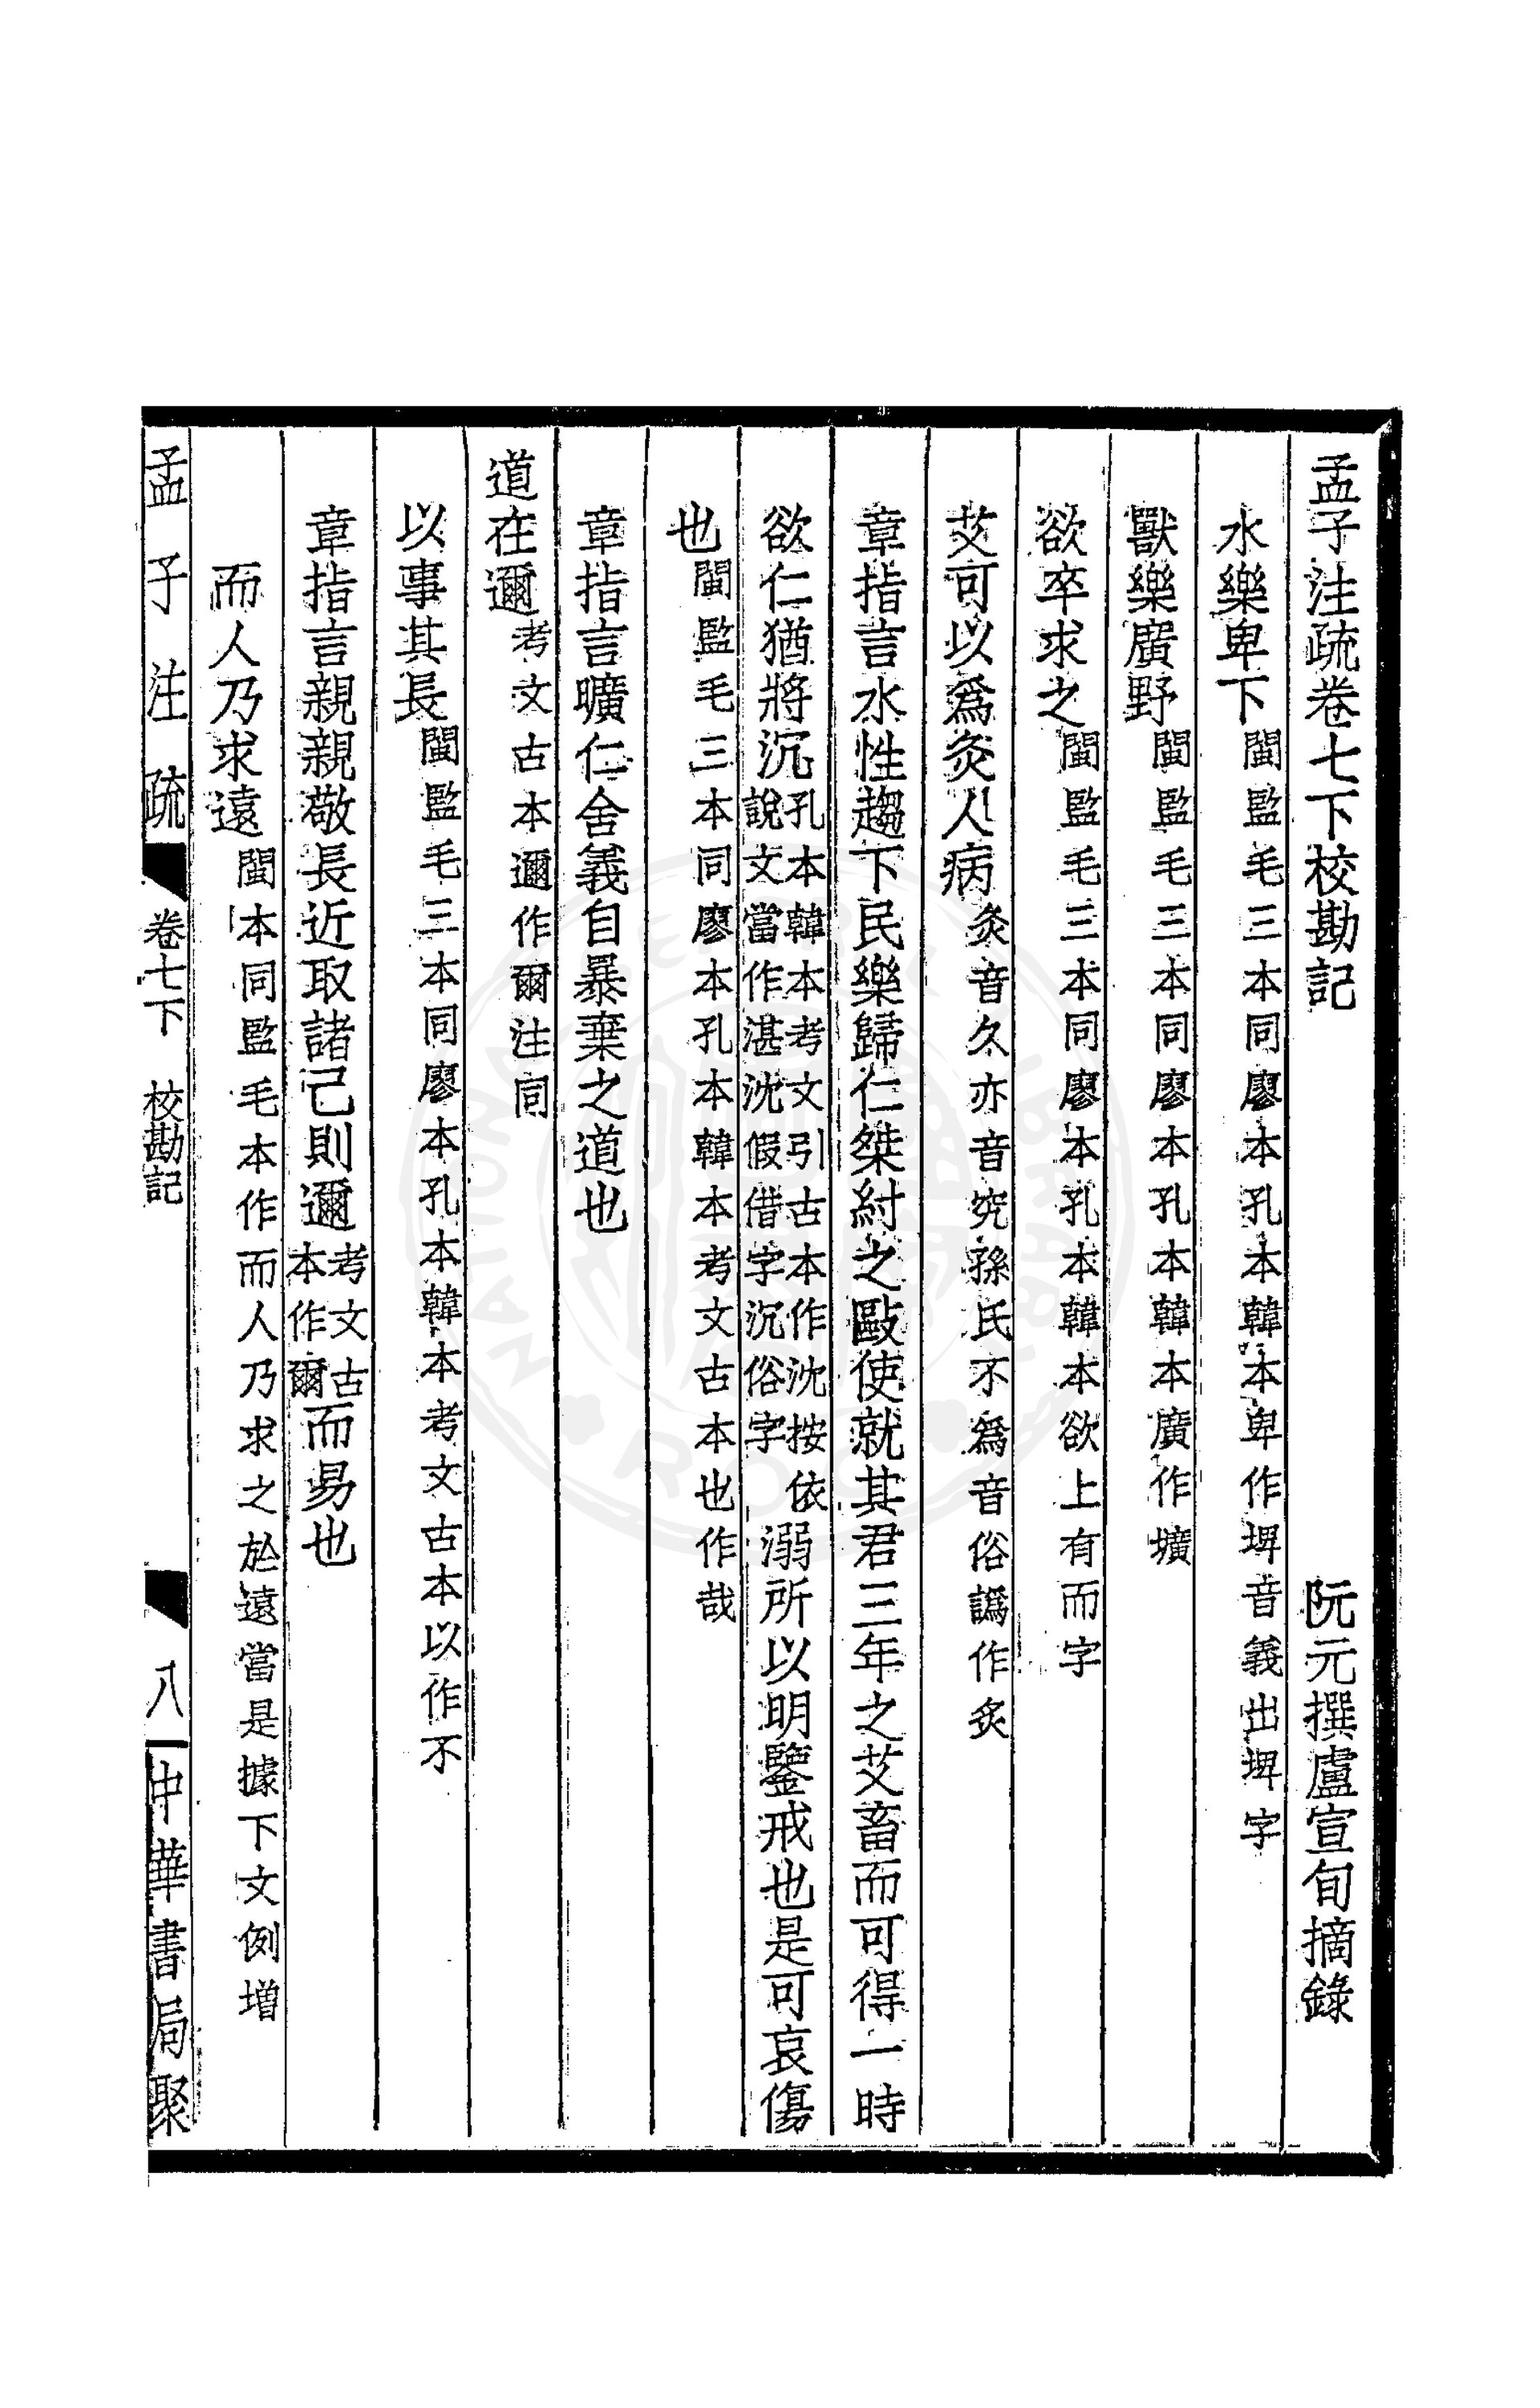 孟子注疏卷七下校勘記　　阮元撰盧宣旬摘錄
水樂卑下閩監毛三本同廖本孔本韓本卑作埤音義出埤字
獸樂廣野閩監毛三本同廖本孔本韓本廣作壙
欲卒求之閩監毛三本同廖本孔本韓本欲上有而字
艾可以爲灸人病灸音久亦音究孫氏不爲音俗譌作炙
章指言水性趨下民樂歸仁桀紂之敺使就其君三年之艾畜而可得一時
欲仁猶將沉孔本韓本考文引古本作沈按依說文當作湛沈假借字沉俗字溺所以明鑒戒也是可哀傷
也閩監毛三本同廖本孔本韓本考文古本也作哉
章指言曠仁舍義自暴棄之道也
道在邇考文古本邇作爾注同
以事其長閩監毛三本同廖本孔本韓本考文古本以作不
章指言親親敬長近取諸己則邇考文古本作爾而易也
而人乃求遠閩本同監毛本作而人乃求之於遠當是據下文例增
孟子注疏　卷七下　校勘記　八　中華書局聚
NATIONAL CENTRAL LIBRARY R.O.C.